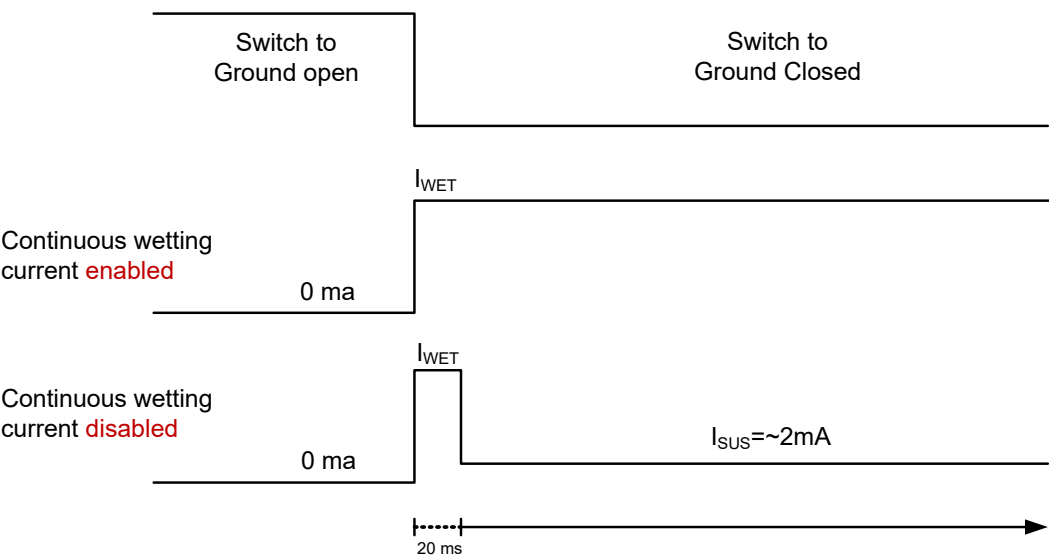 Switch to
Ground open
Switch to
Ground Closed
IWET
Continuous wetting
current enabled
0 ma
IWET
Continuous wetting
current disabled
0 ma
ISUS=~2mA
20 ms